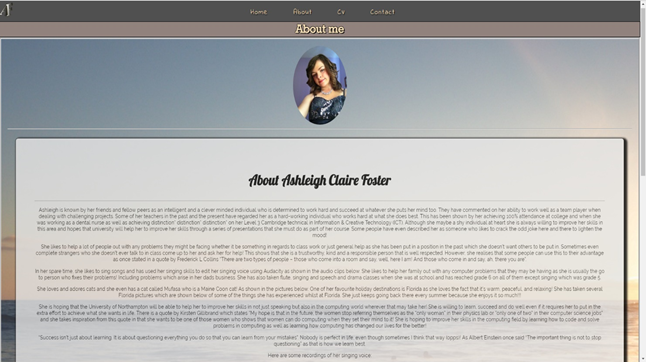 Home About Cv Contact
About me
About Ashleigh Claire Foster
Ashleigh is known by her friends and fellow peers as an intelligent and a clever minded individual who is determined to work hard and succeed at whatever she puts her mind too. They have commented on her ability to work well as a team player when
dealing with challenging projects. Some of her teachers in the past and the present have regarded her as a hard-working individual who works hard at what she does best. This has been shown by her achieving 100% attendance at college end when she
was working as a dental nurse as well as achieving distinction* distinction* distinction* on her Level 3 Cambridge technical in Information & Creative Technology (ICT). Although she maybe a shy individual at heart she is always willing to improve her skills in
this area and hopes that university will help her to improve her skills through a series of presentations that she must do as part of her course. Some people have even described her as someone who likes to crack the odd joke here and there to lighten the
mood!
She likes to help a lot of people out with any problems they might be facing whether it be something in regards to class work or just general help as she has been put in a position in the past which she doesn't want others to be put in. Sometimes even
complete strangers who she doesn't ever talk to in class come up to her and ask her for help! This shows that she is a trustworthy, kind and a responsible person that is well respected. However, she realises that some people can use this to their advantage
as once stated in a quote by Frederick L Collins "There are two types of people – those who come into a room and say, well, here I am! And those who come in and say, ah, there you are"
In her spare time, she likes to sing songs and has used her singing skills to edit her singing voice using Audacity as shown in the audio clips below. She likes to help her family out with any computer problems that they may be having as she is usually the go
to person who fixes their problems! Including problems which arise in her dads business. She has also taken flute, singing and speech and drama classes when she was at school and has reached grade 6 on all of them except singing which was grade 5.
She loves and adores cats and she even has a cat called Mufasa who is a Maine Coon cat! As shown in the pictures below. One of her favourite holiday destinations is Florida as she loves the fact that it's warm, peaceful, and relaxing! She has taken several
Florida pictures which are shown below of some of the things she has experienced whilst at Florida. She just keeps going back there every summer because she enjoys it so much!!
She is hoping that the University of Northampton will be able to help her to improve her skills in not just speaking but also in the computing world wherever that may take her. She is willing to learn, succeed and do well even if it requires her to put in the
extra effort to achieve what she wants in life. There is a quote by Kirsten Gillibrand which states "My hope is that in the future, the women stop referring themselves as the "only woman" in their physics lab or "only one of two" in their computer science jobs"
and she takes inspiration from this quote in that she wants to be one of those women who shows that women can do computing when they set their mind to it! She is hoping to improve her skills in the computing field by learning how to code and solve
problems in computing as well as learning how computing has changed our lives for the better!
"Success isn't just about learning. It is about questioning everything you do so that you can learn from your mistakes". Nobody is perfect in life, even though sometimes I think that way (oops)! As Albert Einstein once said "The important thing is not to stop
questioning" as that is how we learn best.
Here are some recordings of her singing voice